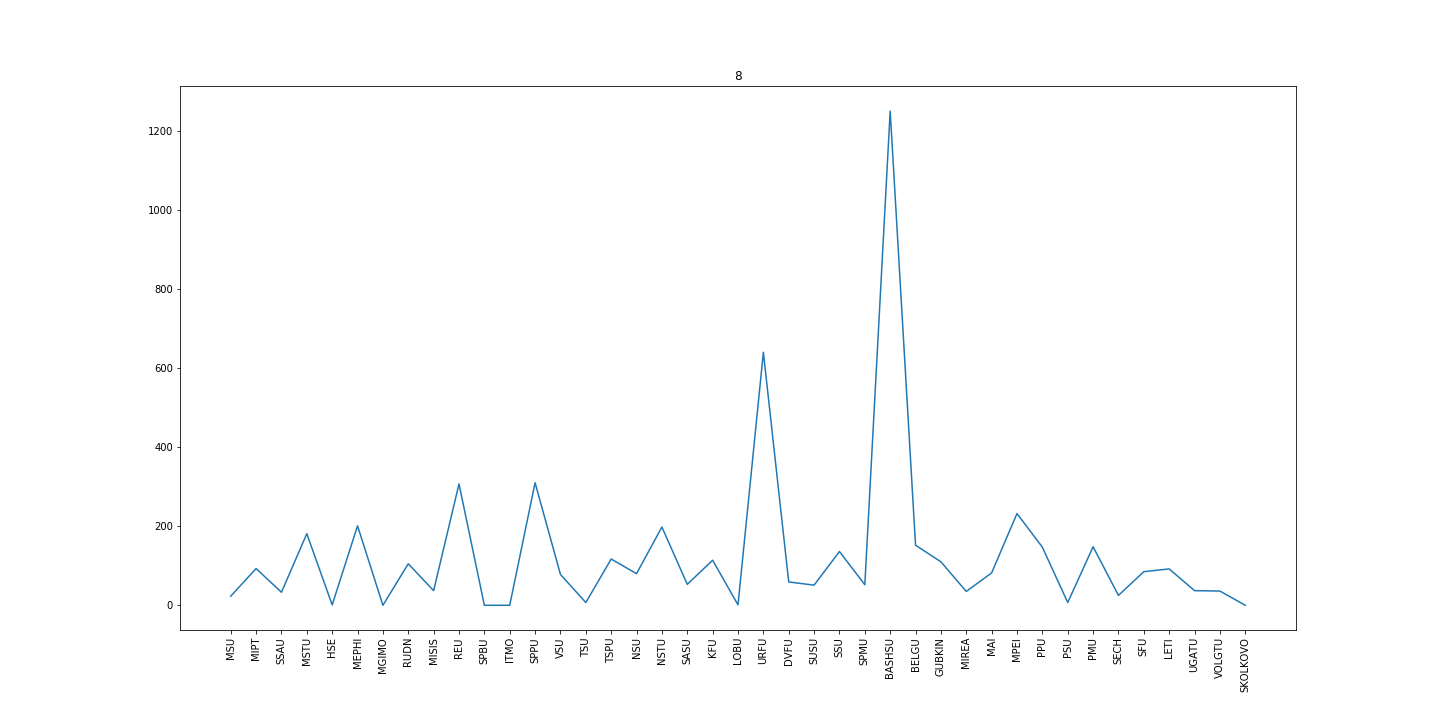 8
1200
1000
800
600
400
200
0
MSU
MIPT
SSAU
MSTU
HSE
MEPHI
MGIMO
RUDN
MISIS
REU
SPBU
ITMO
SPPU
VSU
TSU
TSPU
NSU
NSTU
SASU
KFU
LOBU
URFU
DVFU
SUSU
SSU
SPMU
BASHSU
BELGU
GUBKIN
MIREA
MAI
MPEI
PPU
PSU
PMU
SECH
SFU
LETI
UGATU
VOLGTU
SKOLKOVO